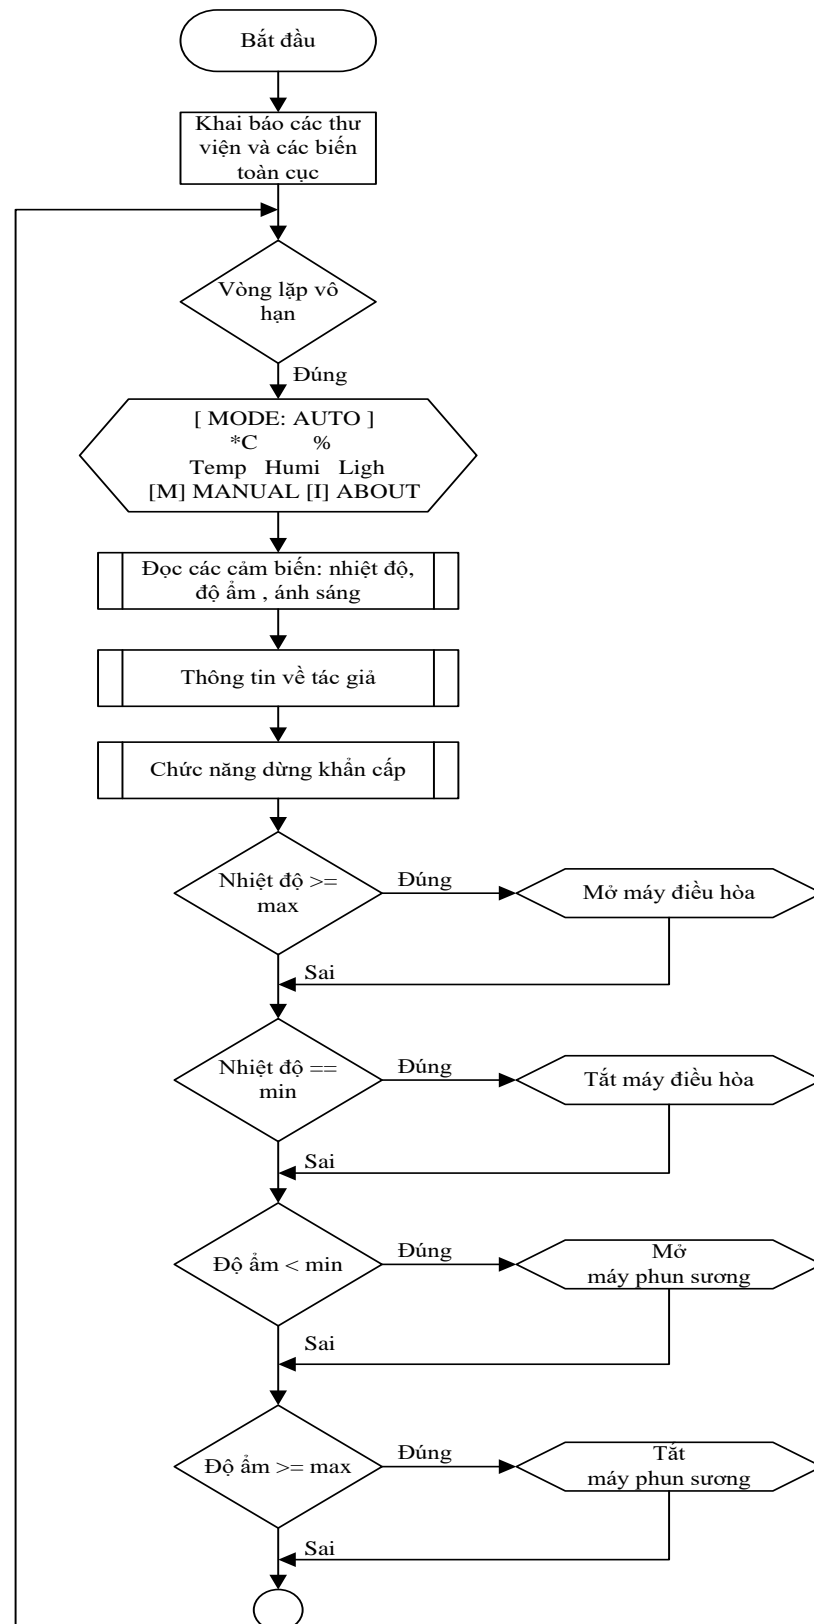 Bắt đầu
Khai báo các thư
viện và các biến
toàn cục
Vòng lặp vô
hạn
Đúng
[ MODE: AUTO ]
*C %
Temp Humi Ligh
[M] MANUAL [I] ABOUT
Đọc các cảm biến: nhiệt độ,
độ ẩm , ánh sáng
Thông tin về tác giả
Chức năng dừng khẩn cấp
Nhiệt độ >=
max
Đúng
Mở máy điều hòa
Sai
Nhiệt độ ==
min
Đúng
Tắt máy điều hòa
Sai
Độ ẩm < min
Đúng
Mở
máy phun sương
Sai
Độ ẩm >= max
Đúng
Tắt
máy phun sương
Sai